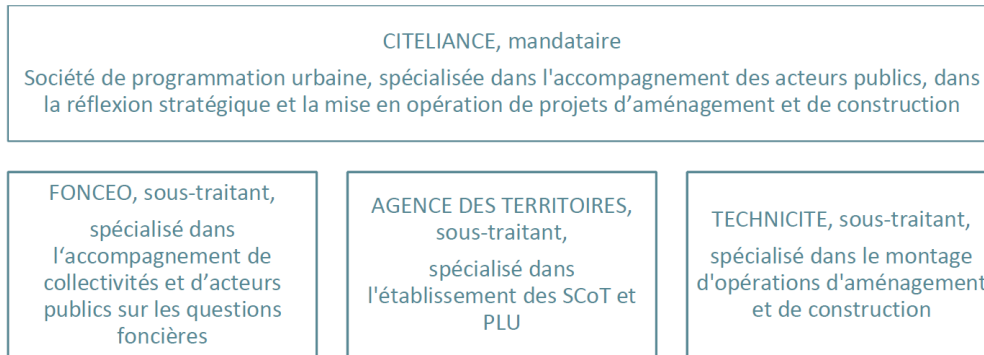 CITELIANCE, mandataire
Société de programmation urbaine, spécialisée dans l'accompagnement des acteurs publics, dans
la réflexion stratégique et la mise en opération de projets d’aménagement et de construction
FONCEO, sous-traitant,
spécialisé dans
l‘accompagnement de
collectivités et d’acteurs
publics sur les questions
foncières
AGENCE DES TERRITOIRES,
sous-traitant,
spécialisé dans
l'établissement des SCoT et
PLU
TECHNICITE, sous-traitant,
spécialisé dans le montage
d'opérations d'aménagement
et de construction